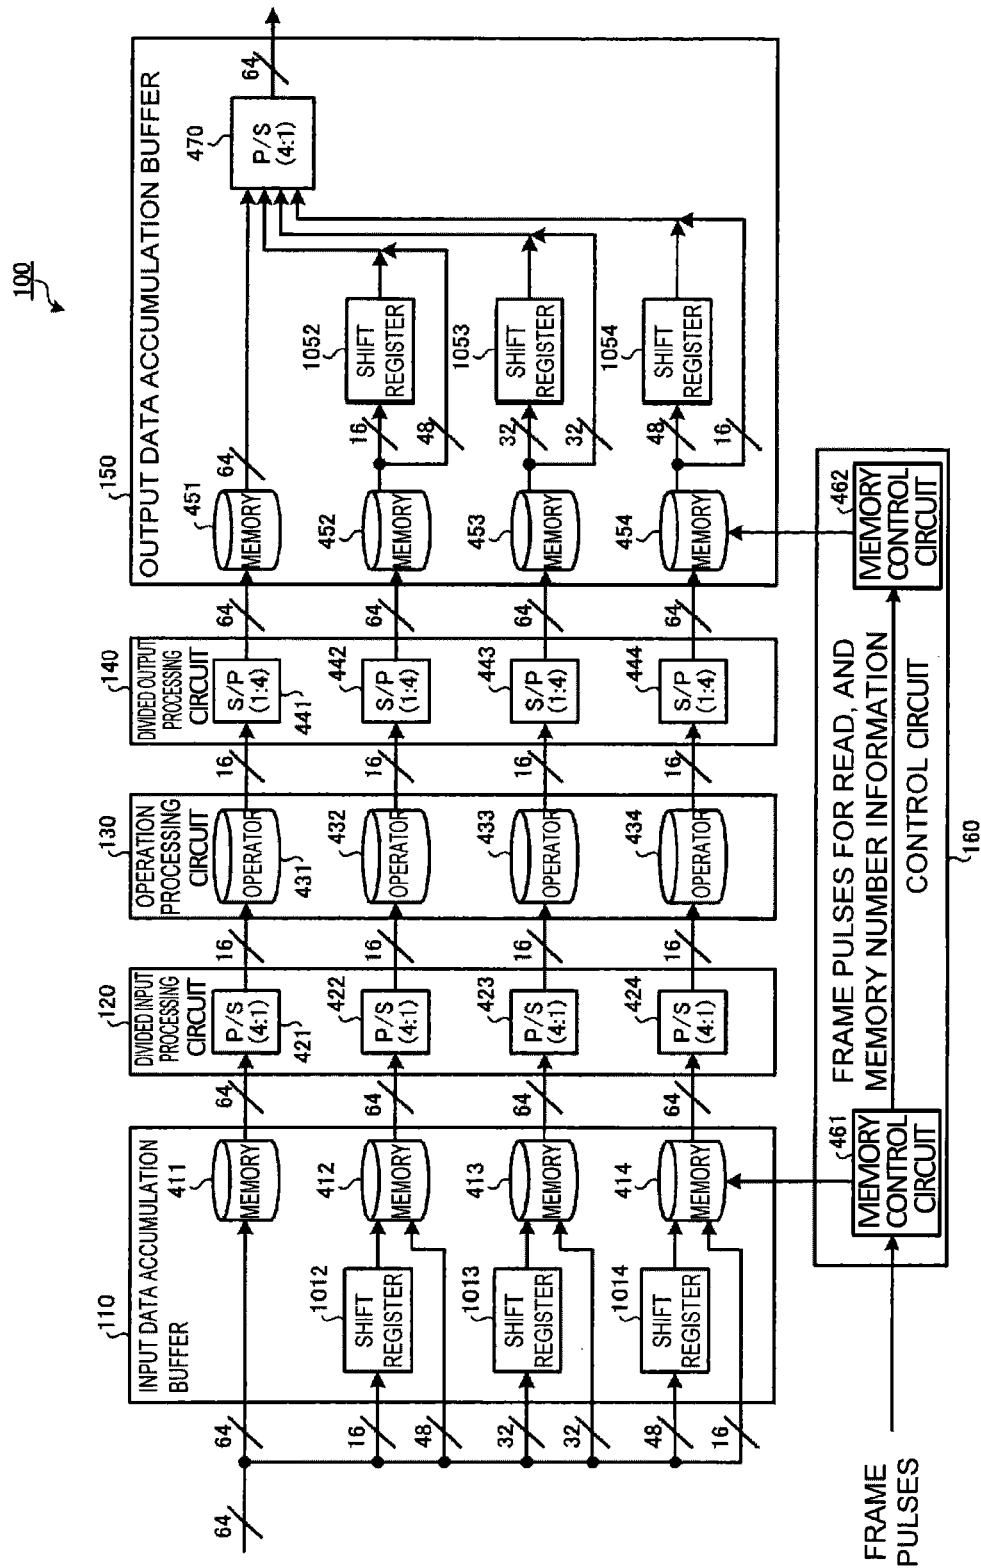 100
110
INPUT DATA ACCUMULATION
BUFFER
64
64
411
MEMORY
16
1012
SHIFT
REGISTER
48
412
MEMORY
32
1013
SHIFT
REGISTER
32
413
MEMORY
48
1014
SHIFT
REGISTER
16
414
MEMORY
64
64
64
64
120
DIVIDED INPUT
PROCESSING
CIRCUIT
P/S
(4:1)
421
422
P/S
(4:1)
423
P/S
(4:1)
424
P/S
(4:1)
16
16
16
16
130
OPERATION
PROCESSING
CIRCUIT
OPERATOR
431
432
OPERATOR
433
OPERATOR
434
OPERATOR
16
16
16
16
140
DIVIDED OUTPUT
PROCESSING
CIRCUIT
S/P
(1:4)
441
442
S/P
(1:4)
443
S/P
(1:4)
444
S/P
(1:4)
64
64
64
64
150
OUTPUT DATA ACCUMULATION BUFFER
451
MEMORY
64
452
MEMORY
16
48
1052
SHIFT
REGISTER
453
MEMORY
32
32
1053
SHIFT
REGISTER
454
MEMORY
48
16
1054
SHIFT
REGISTER
470
P/S
(4:1)
64
FRAME
PULSES
461
MEMORY
CONTROL
CIRCUIT
FRAME PULSES FOR READ, AND
MEMORY NUMBER INFORMATION
462
MEMORY
CONTROL
CIRCUIT
CONTROL CIRCUIT
160